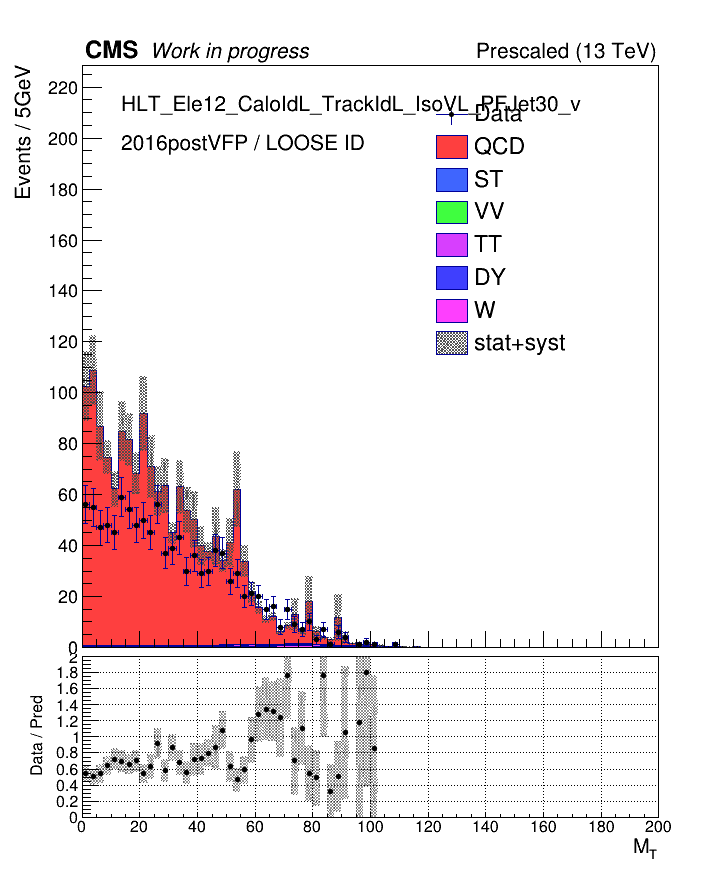 CMS Work in progress Prescaled (13 TeV)
Events / 5GeV
HLT_Ele12_CaloIdL_TrackIdL_IsoVL_PFJet30_v
2016postVFP / LOOSE ID
Data
QCD
ST
VV
TT
DY
W
stat+syst
220
200
180
160
140
120
100
80
60
40
20
0
Data / Pred
2
1.8
1.6
1.4
1.2
1
0.8
0.6
0.4
0.2
0
0 20 40 60 80 100 120 140 160 180 200
M_T